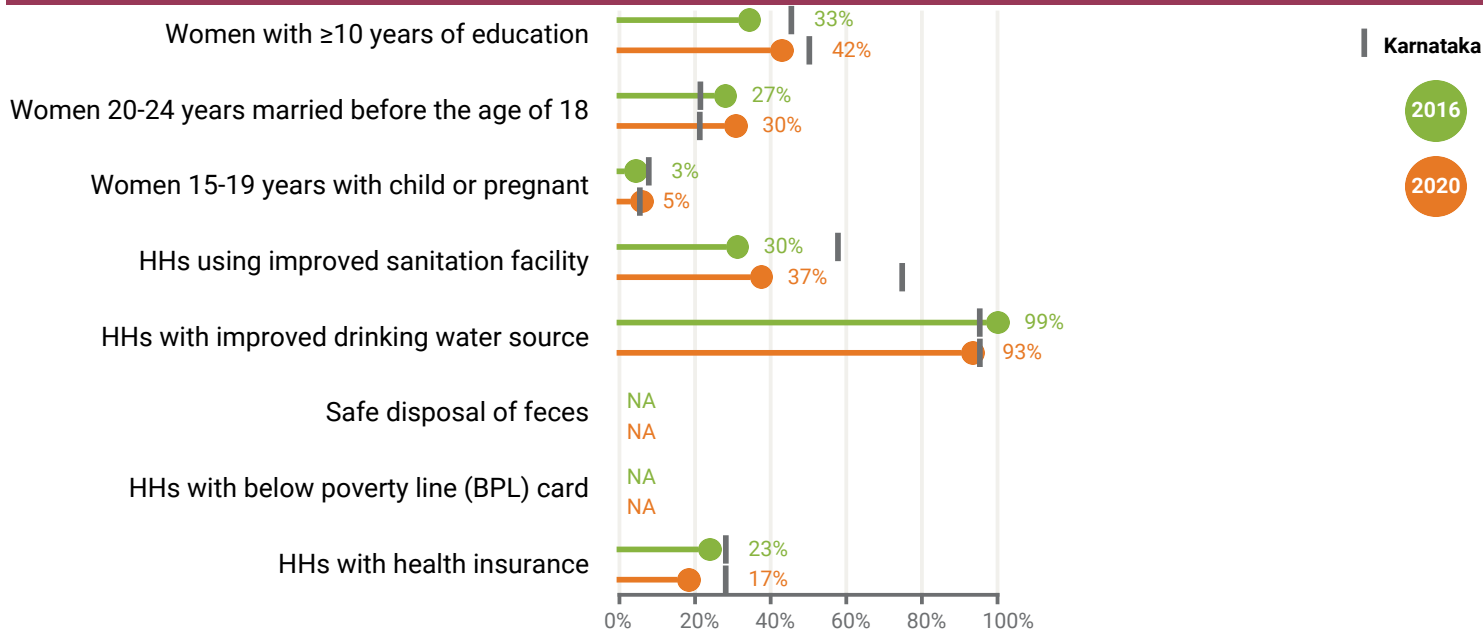 Women with ≥10 years of education
33%
42%
Karnataka
2016
2020
Women 20-24 years married before the age of 18
27%
30%
Women 15-19 years with child or pregnant
3%
5%
HHs using improved sanitation facility
30%
37%
HHs with improved drinking water source
99%
93%
Safe disposal of feces
NA
NA
HHs with below poverty line (BPL) card
NA
NA
HHs with health insurance
23%
17%
0% 20% 40% 60% 80% 100%